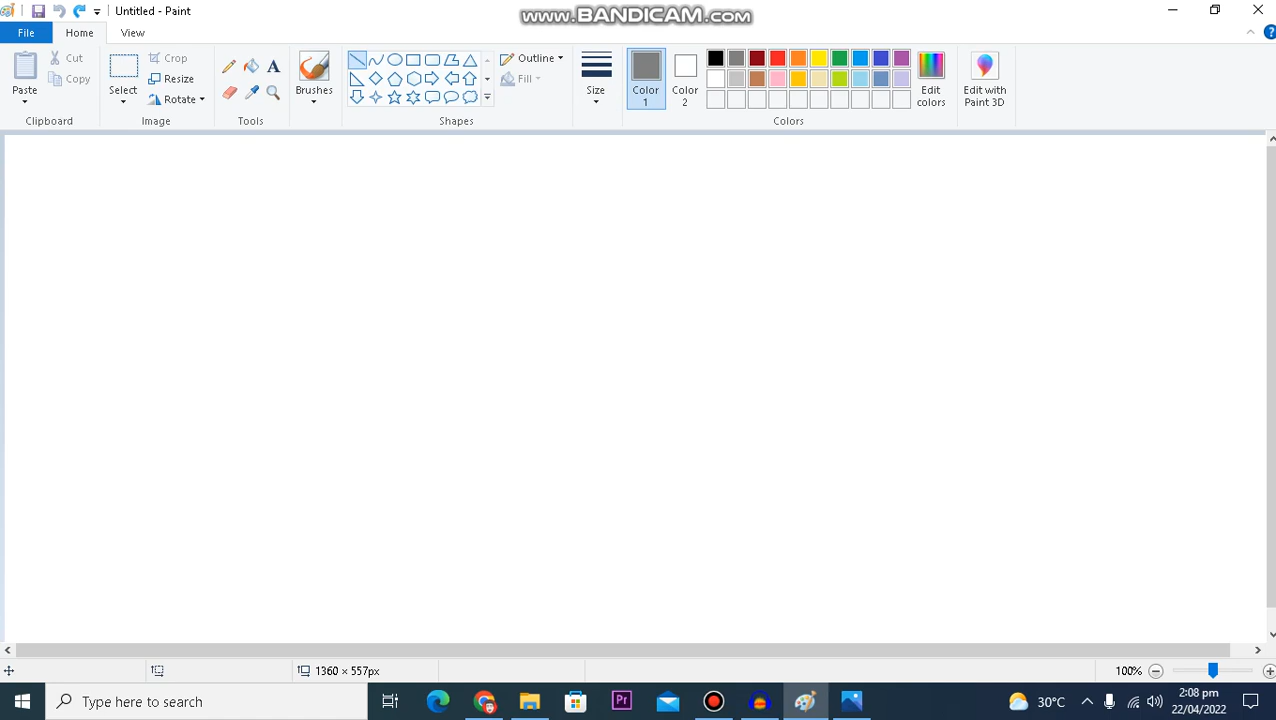 Untitled - Paint
www.BANDICAM.com
File
Home
View
Paste
Cut
Copy
Clipboard
Select
Crop
Resize
Rotate
Image
A
Tools
Brushes
Outline
Fill
Shapes
Size
Color
1
Color
2
Edit
colors
Colors
Edit with
Paint 3D
1360 × 557px
100%
Type here to search
Pr
30°C
2:08 pm
22/04/2022